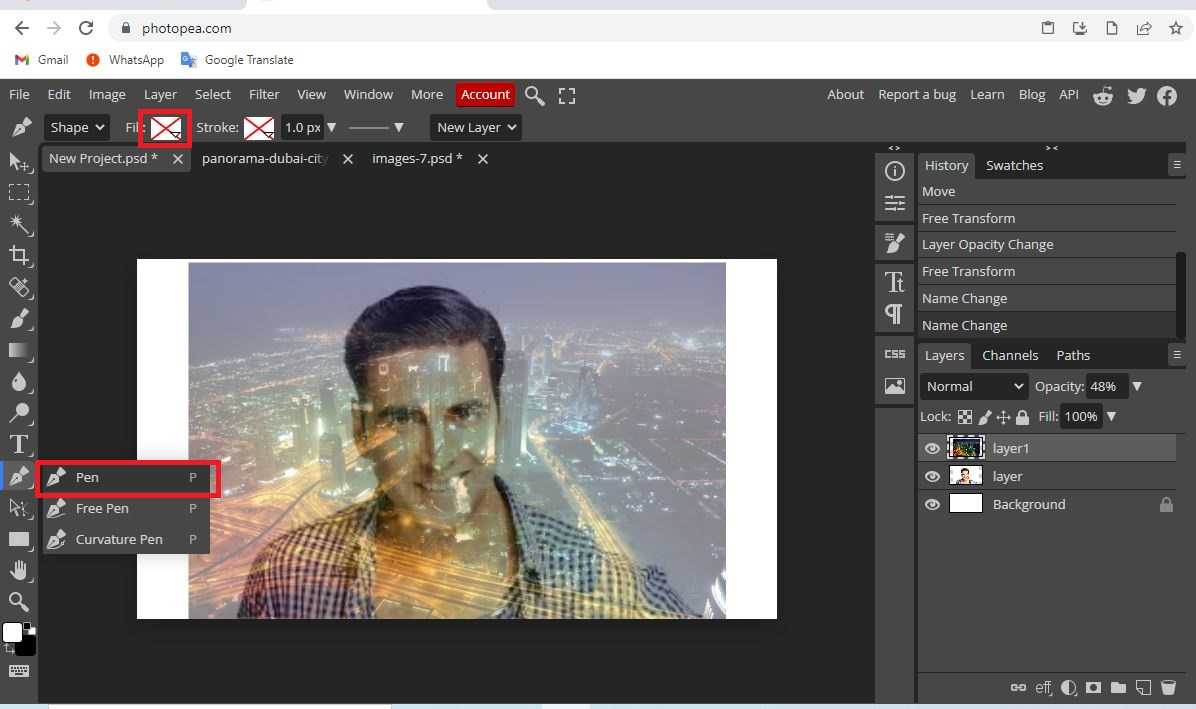 photopea.com
Gmail WhatsApp Google Translate
File Edit Image Layer Select Filter View Window More Account About Report a bug Learn Blog API
Shape Fill: Stroke: 1.0 px New Layer
New Project.psd * panorama-dubai-city images-7.psd *
History Swatches
Move
Free Transform
Layer Opacity Change
Free Transform
Name Change
Name Change
CSS
Layers Channels Paths
Normal Opacity: 48%
Lock: Fill: 100%
layer1
layer
Background
T
Pen P
Free Pen P
Curvature Pen P
eff